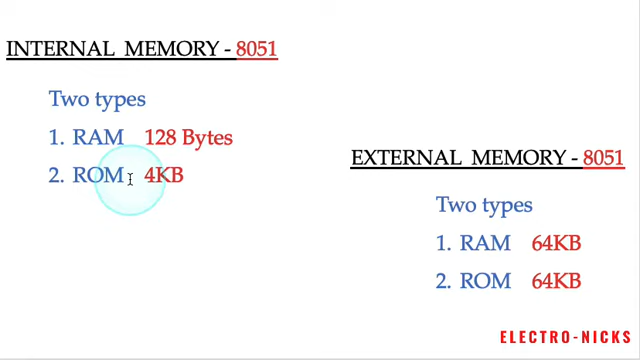 INTERNAL MEMORY - 8051
Two types
1. RAM 128 Bytes
2. ROM 4KB
EXTERNAL MEMORY - 8051
Two types
1. RAM 64KB
2. ROM 64KB
ELECTRO-NICKS